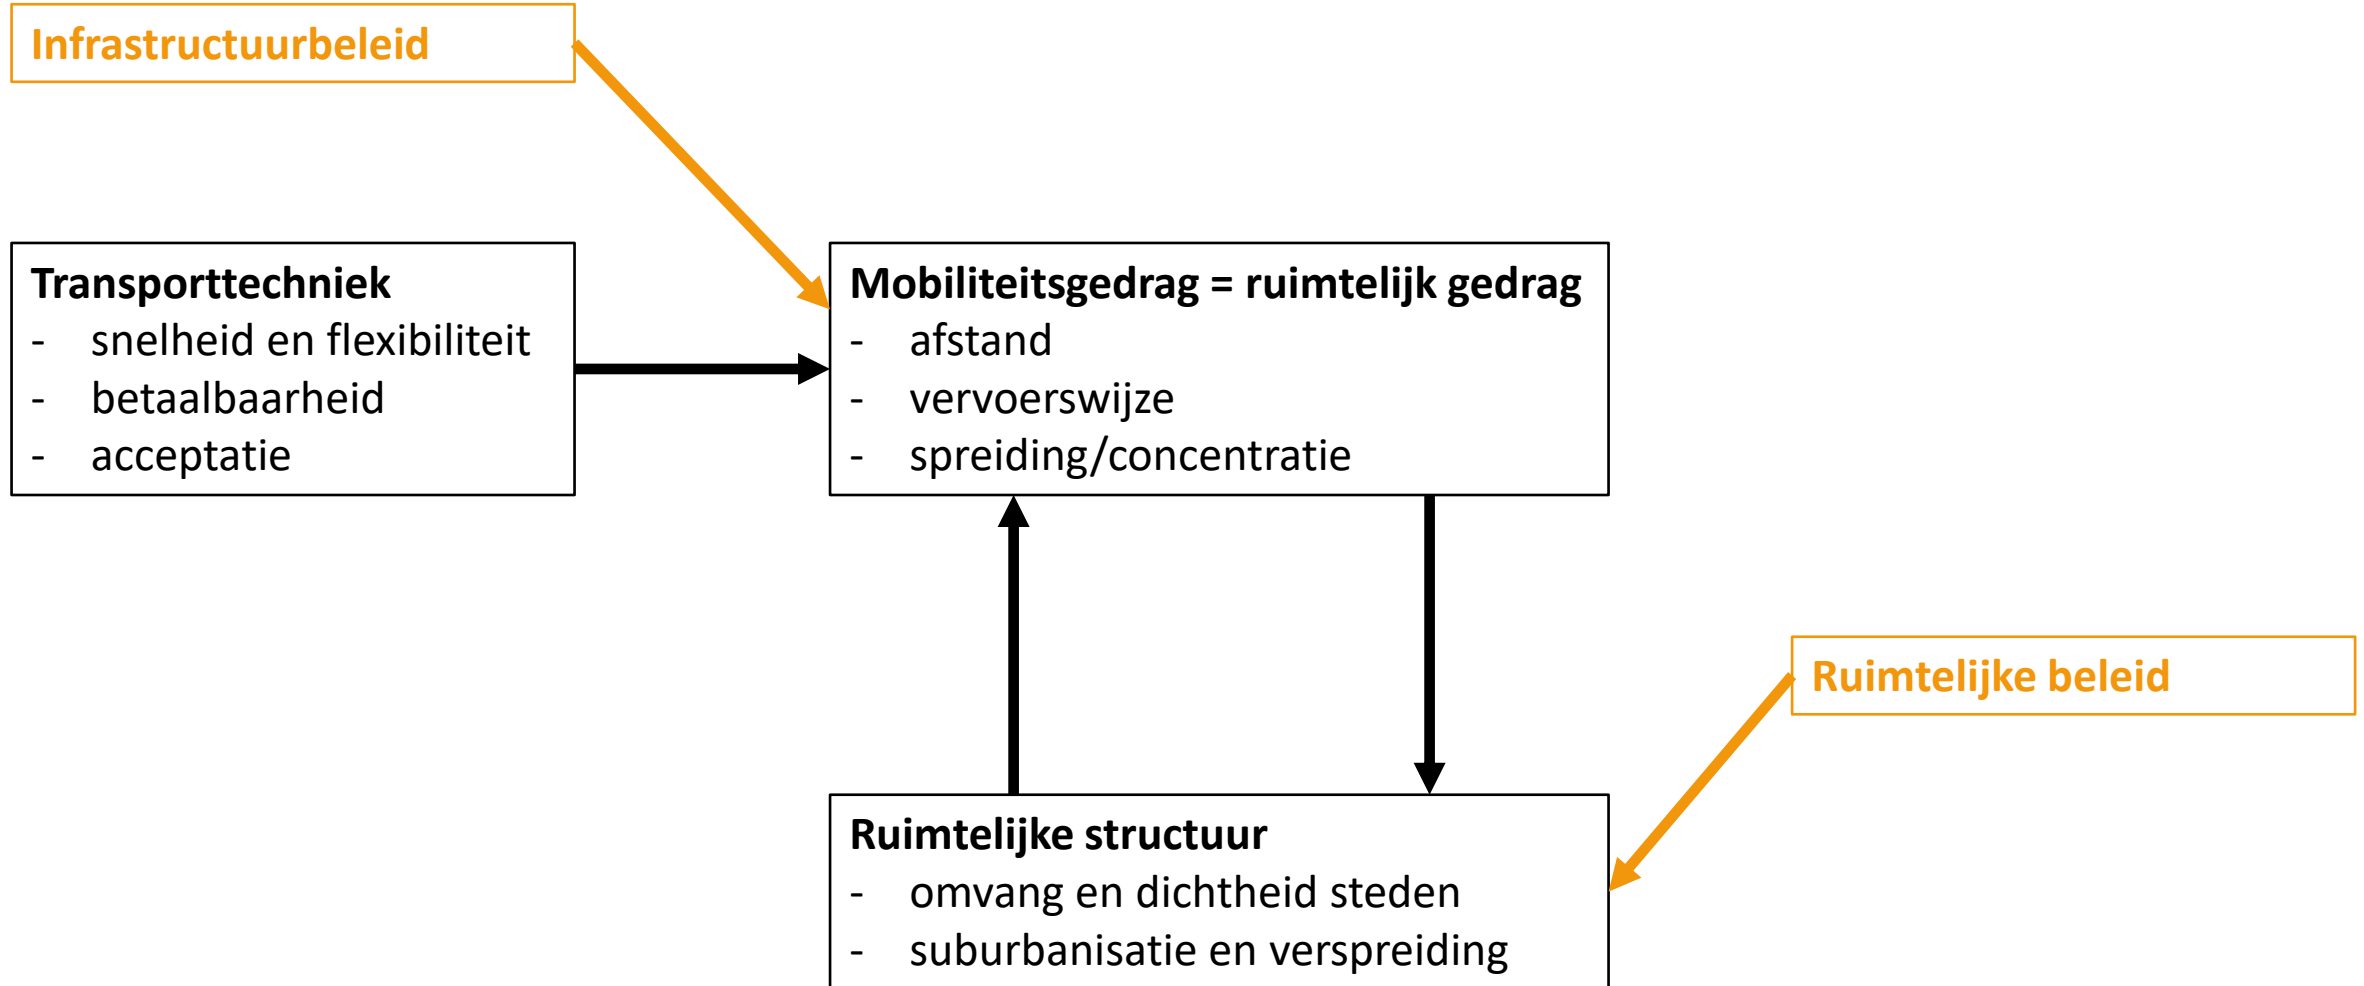 Infrastructuurbeleid
Transporttechniek
- snelheid en flexibiliteit
- betaalbaarheid
- acceptatie
Mobiliteitsgedrag = ruimtelijk gedrag
- afstand
- vervoerswijze
- spreiding/concentratie
Ruimtelijke beleid
Ruimtelijke structuur
- omvang en dichtheid steden
- suburbanisatie en verspreiding